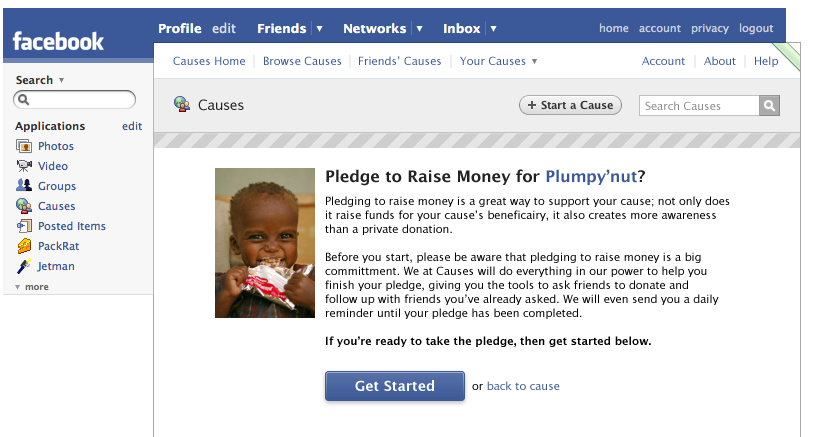 facebook
Profile edit Friends Networks Inbox home account privacy logout
Search
Applications edit
Photos
Video
Groups
Causes
Posted Items
PackRat
Jetman
more
Causes Home Browse Causes Friends' Causes Your Causes Account About Help
Causes + Start a Cause Search Causes
Pledge to Raise Money for Plumpy'nut?
Pledging to raise money is a great way to support your cause; not only does
it raise funds for your cause's beneficairy, it also creates more awareness
than a private donation.
Before you start, please be aware that pledging to raise money is a big
committment. We at Causes will do everything in our power to help you
finish your pledge, giving you the tools to ask friends to donate and
follow up with friends you've already asked. We will even send you a daily
reminder until your pledge has been completed.
If you're ready to take the pledge, then get started below.
Get Started or back to cause